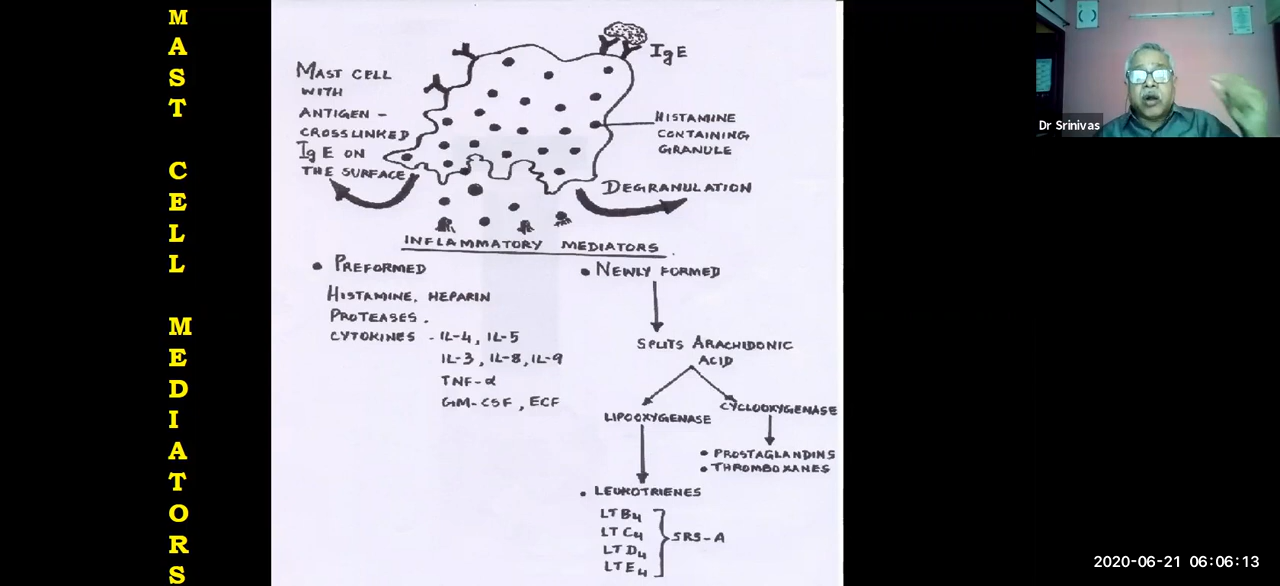 MAST CELL MEDIATORS
MAST CELL
WITH
ANTIGEN -
CROSSLINKED
IgE ON
THE SURFACE
IgE
HISTAMINE
CONTAINING
GRANULE
DEGRANULATION
INFLAMMATORY MEDIATORS.
• PREFORMED
HISTAMINE, HEPARIN
PROTEASES.
CYTOKINES - IL-4, IL-5
IL-3, IL-8, IL-9
TNF-α
GM-CSF, ECF
• NEWLY FORMED
SPLITS ARACHIDONIC
ACID
LIPOOXYGENASE
CYCLOOXYGENASE
• PROSTAGLANDINS
• THROMBOXANES
• LEUKOTRIENES
LTB4
LTC4
LTD4
LTE4
SRS-A
Dr Srinivas
2020-06-21 06:06:13